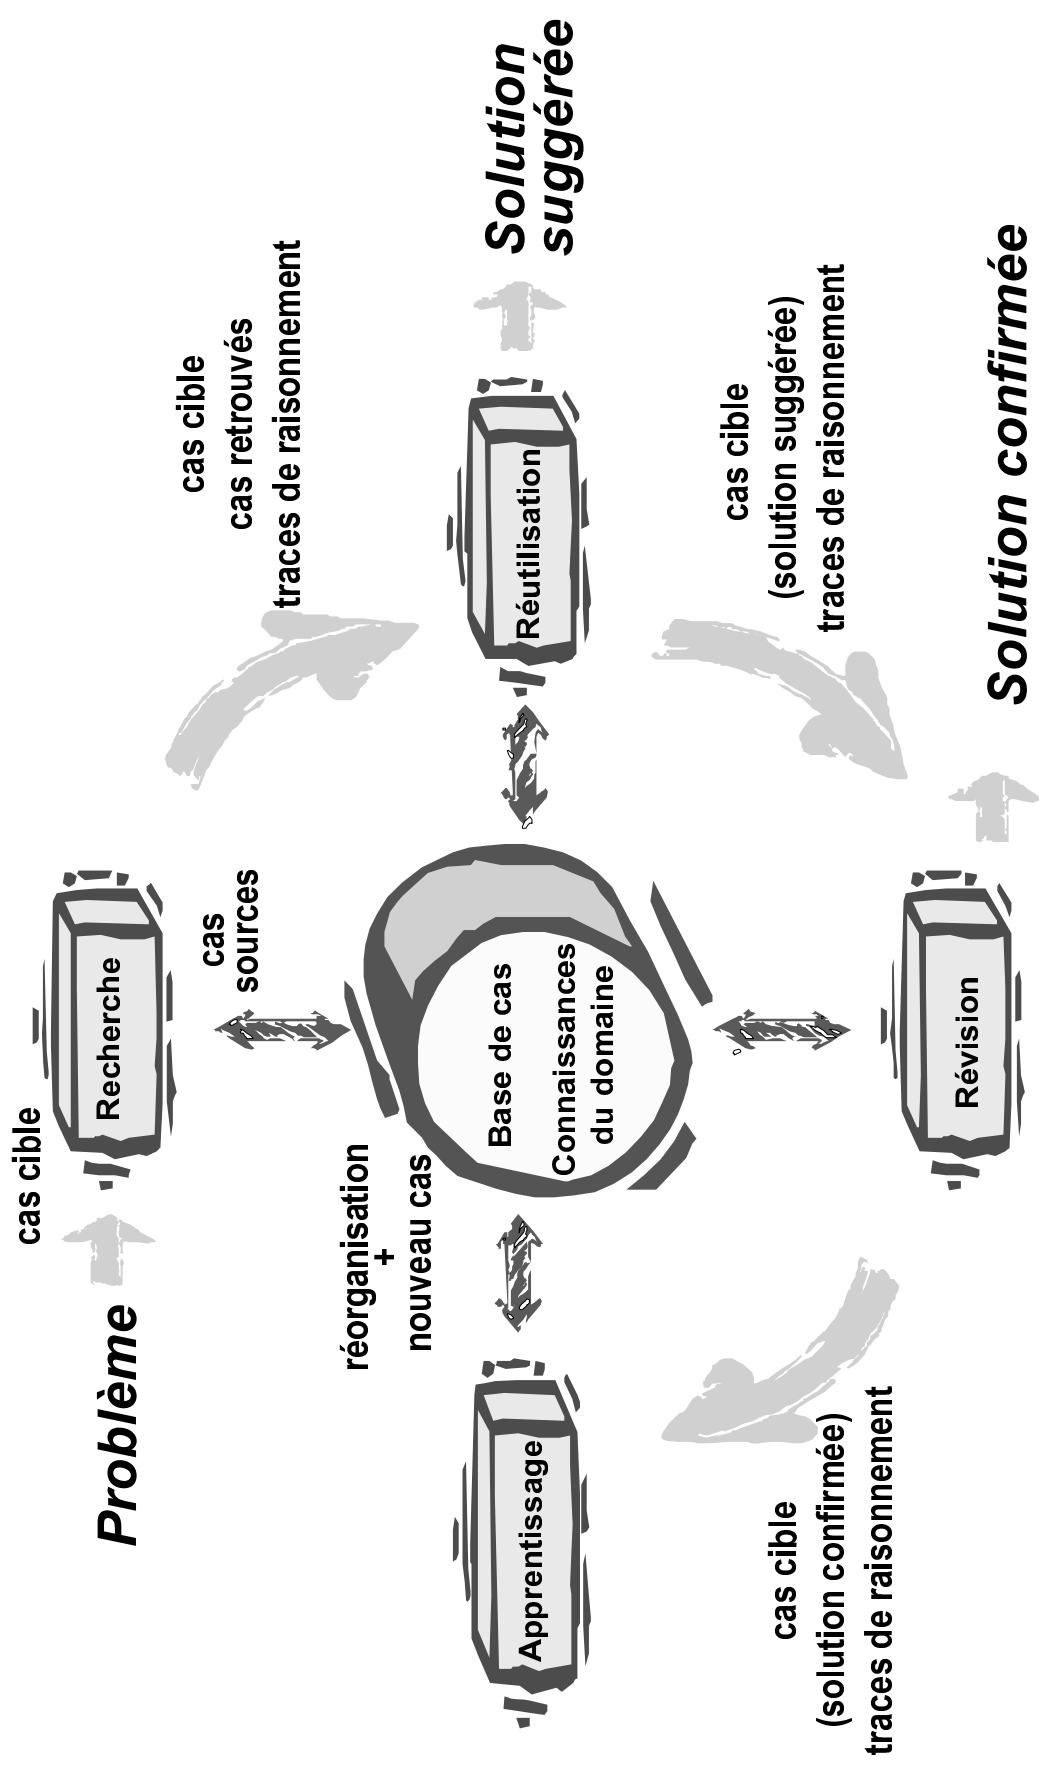 Problème
cas cible
Recherche
cas
sources
cas cible
cas retrouvés
traces de raisonnement
réorganisation
+
nouveau cas
Apprentissage
Base de cas
Connaissances
du domaine
Réutilisation
Solution
suggérée
cas cible
(solution suggérée)
traces de raisonnement
cas cible
(solution confirmée)
traces de raisonnement
Révision
Solution confirmée